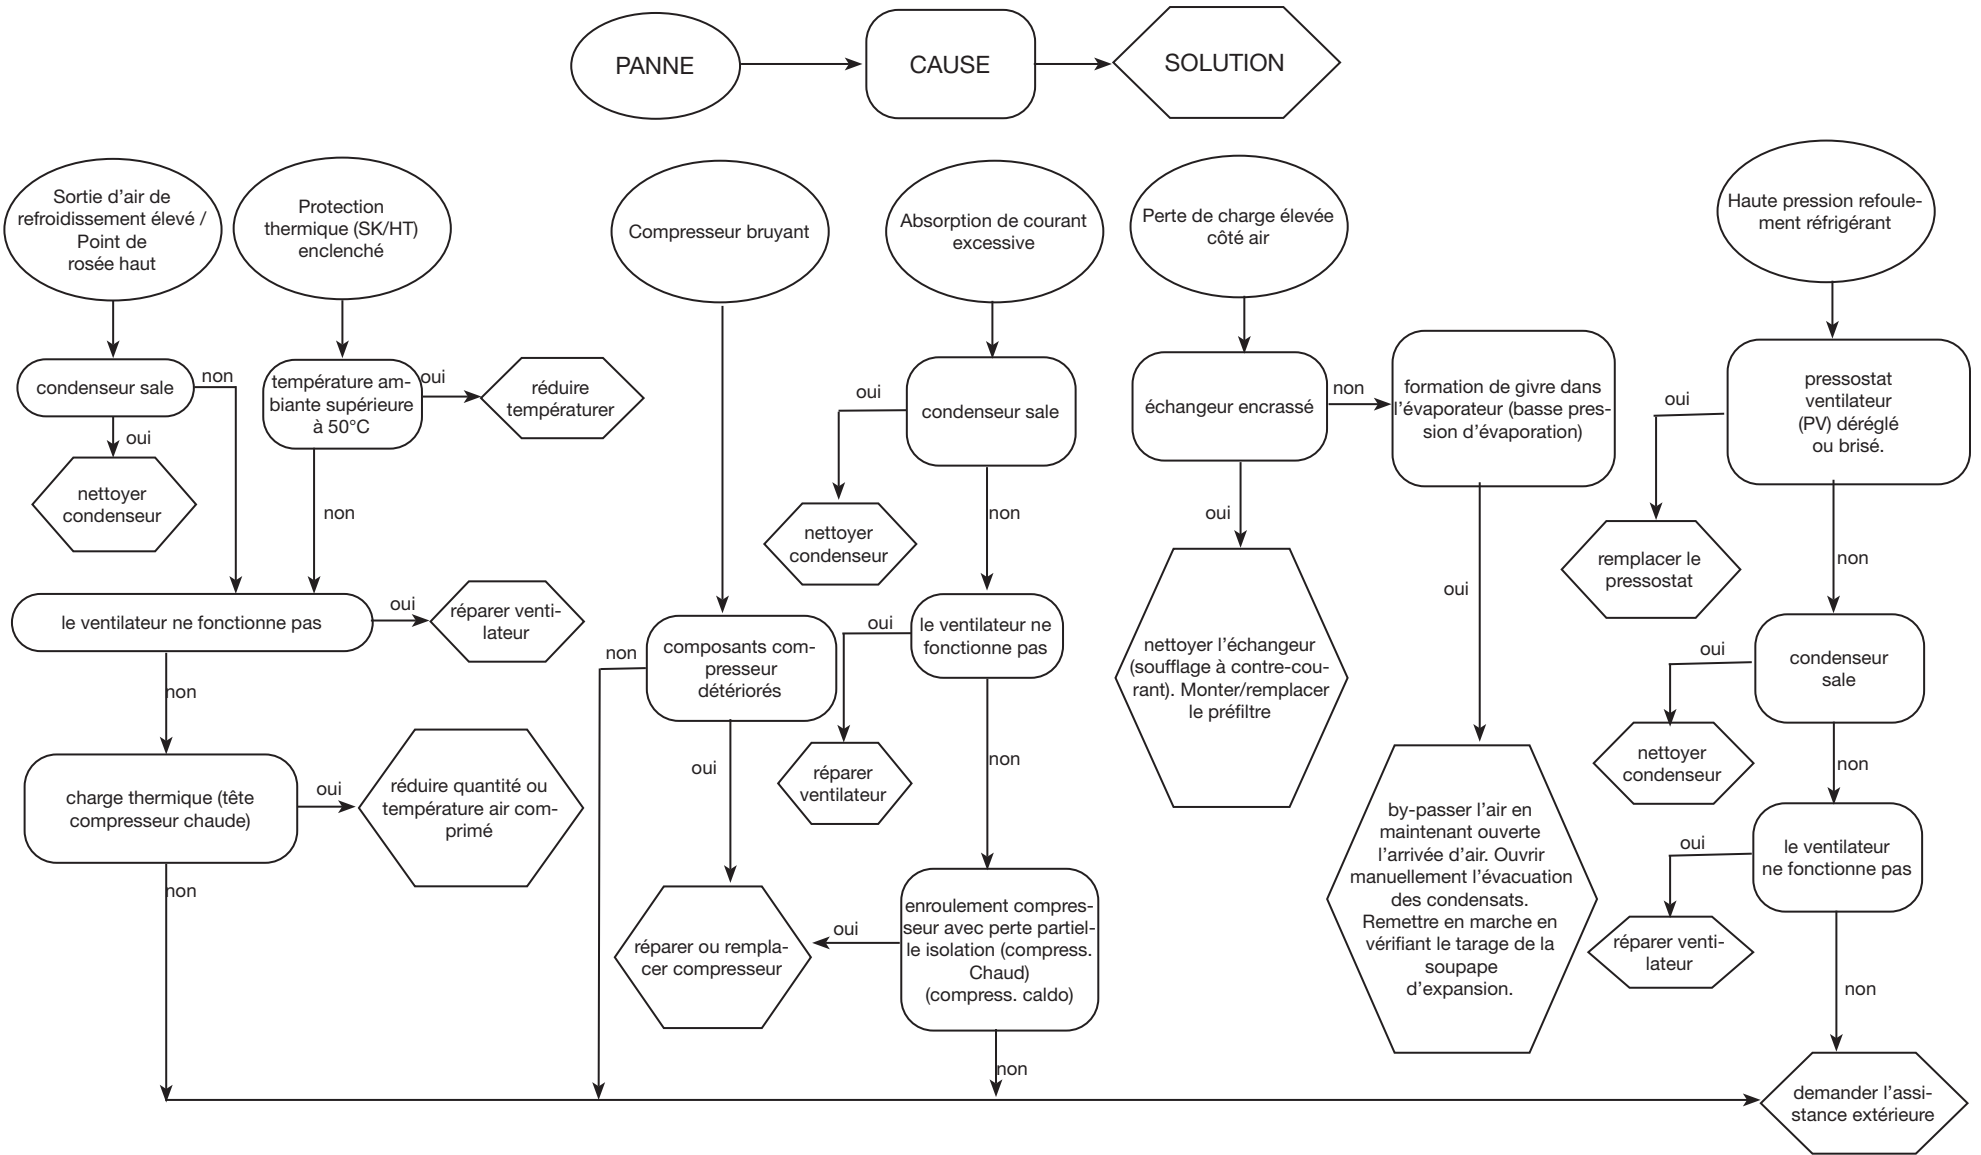 PANNE
CAUSE
SOLUTION
Sortie d'air de
refroidissement élevé /
Point de
rosée haut
Protection
thermique (SK/HT)
enclenché
Compresseur bruyant
Absorption de courant
excessive
Perte de charge élevée
côté air
Haute pression refoule-
ment réfrigérant
condenseur sale
non
oui
nettoyer
condenseur
température am-
biante supérieure
à 50°C
oui
réduire
températurer
non
le ventilateur ne fonctionne pas
oui
réparer venti-
lateur
non
charge thermique (tête
compresseur chaude)
oui
réduire quantité ou
température air com-
primé
non
composants com-
presseur
détériorés
non
oui
réparer ou rempla-
cer compresseur
condenseur sale
oui
nettoyer
condenseur
non
le ventilateur ne
fonctionne pas
oui
réparer
ventilateur
non
enroulement compres-
seur avec perte partiel-
le isolation (compress.
Chaud)
(compress. caldo)
oui
non
échangeur encrassé
non
oui
nettoyer l'échangeur
(soufflage à contre-cou-
rant). Monter/remplacer
le préfiltre
formation de givre dans
l'évaporateur (basse pres-
sion d'évaporation)
oui
by-passer l'air en
maintenant ouverte
l'arrivée d'air. Ouvrir
manuellement l'évacuation
des condensats.
Remettre en marche en
vérifiant le tarage de la
soupape
d'expansion.
pressostat
ventilateur
(PV) déréglé
ou brisé.
oui
remplacer le
pressostat
non
condenseur
sale
oui
nettoyer
condenseur
non
le ventilateur
ne fonctionne pas
oui
réparer venti-
lateur
non
demander l'assi-
stance extérieure